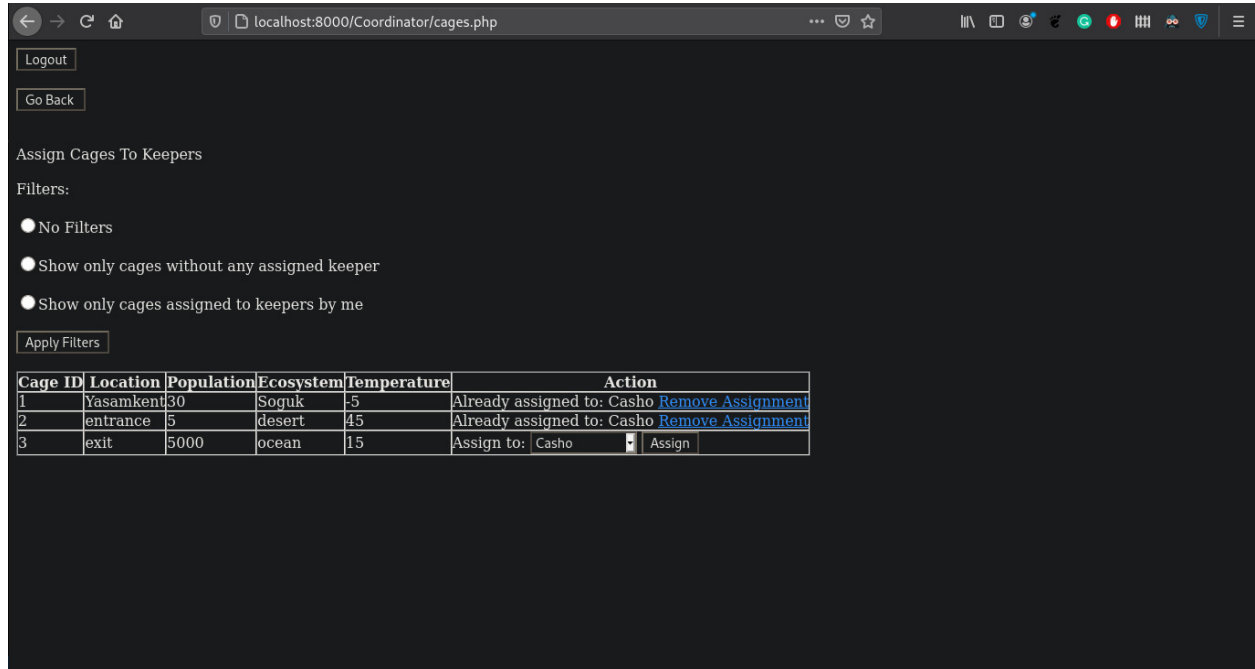 localhost:8000/Coordinator/cages.php
Logout
Go Back
Assign Cages To Keepers
Filters:
No Filters
Show only cages without any assigned keeper
Show only cages assigned to keepers by me
Apply Filters
Cage ID Location Population Ecosystem Temperature Action
1 Yasamkent 30 Soguk -5 Already assigned to: Casho Remove Assignment
2 entrance 5 desert 45 Already assigned to: Casho Remove Assignment
3 exit 5000 ocean 15 Assign to: Casho Assign